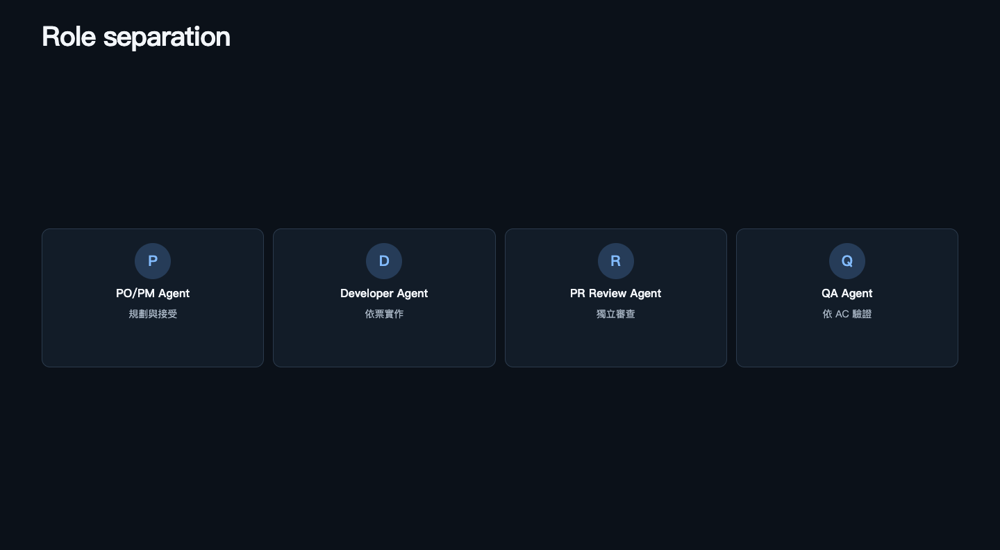 Role separation
P
PO/PM Agent
規劃與接受
D
Developer Agent
依票實作
R
PR Review Agent
獨立審查
Q
QA Agent
依 AC 驗證